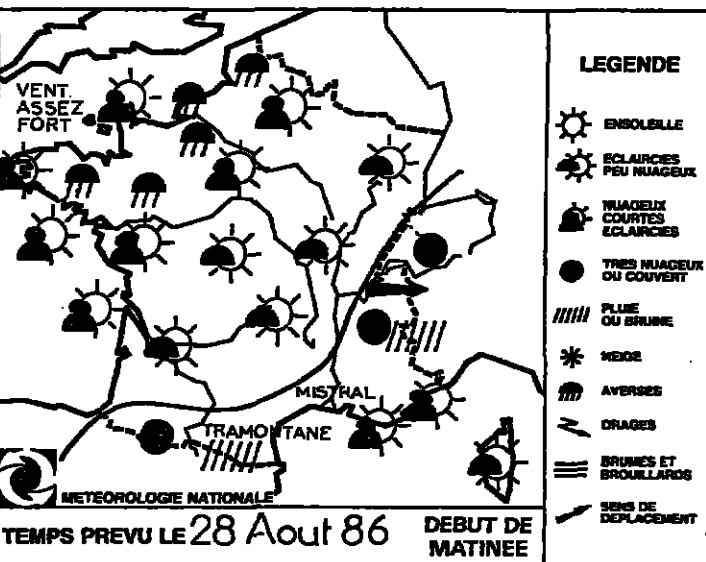 VENT.
ASSEZ
FORT
MISTRAL
TRAMONTANE
METEOROLOGIE NATIONALE
TEMPS PREVU LE 28 Aout 86
DEBUT DE
MATINEE
LEGENDE
ENSOLEILLE
ECLAIRCIES
PEU NUAGEUX
NUAGEUX
COURTES
ECLAIRCIES
TRES NUAGEUX
OU COUVERT
PLUIE
OU BRUINE
NEIGE
AVERSES
ORAGES
BRUMES ET
BROUILLARDS
SENS DE
DEPLACEMENT